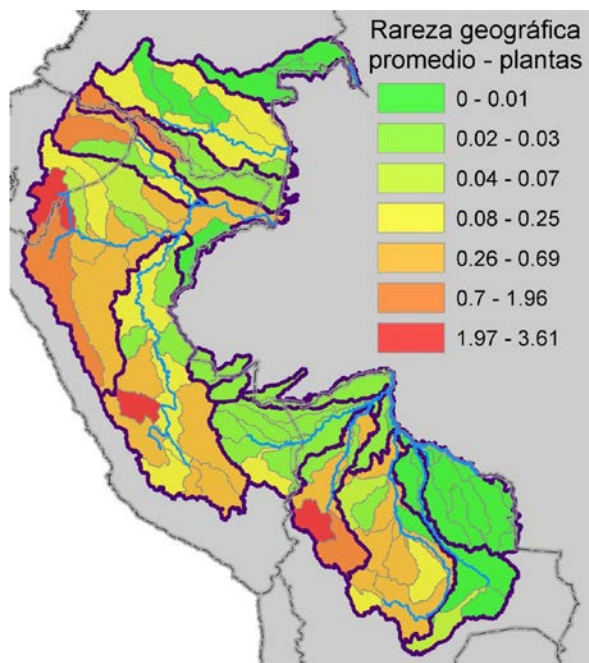 Rareza geográfica
promedio - plantas
0 - 0.01
0.02 - 0.03
0.04 - 0.07
0.08 - 0.25
0.26 - 0.69
0.7 - 1.96
1.97 - 3.61